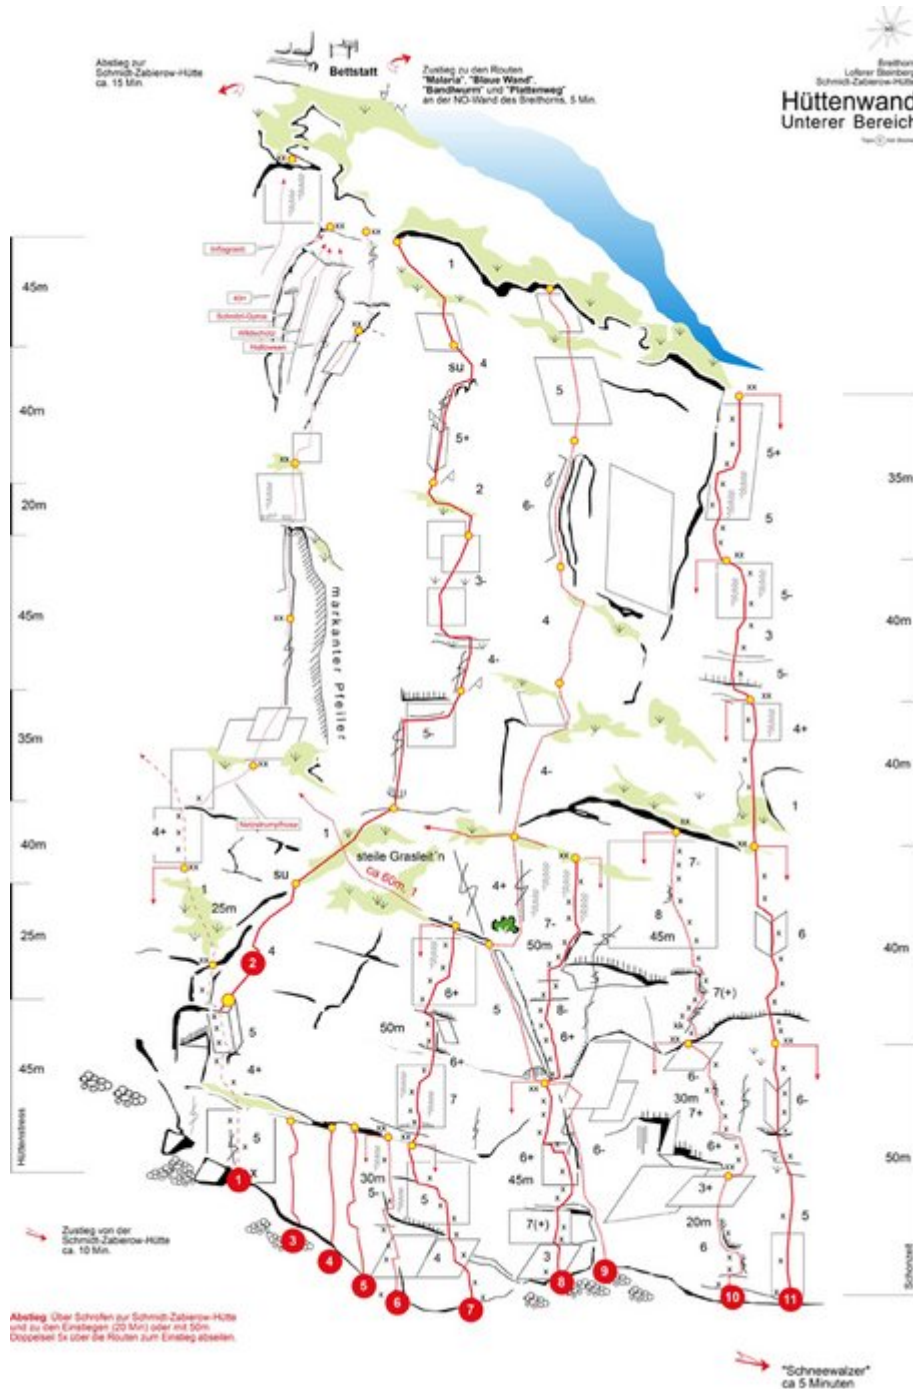 Abstieg zur
Schmidt-Zabierow-Hütte
ca. 15 Min.
Bettstatt
Zustieg zu den Routen
"Malaria", "Blaue Wand",
"Bandlwurm" und "Plattenweg"
an der NO-Wand des Breithorns, 5 Min.
Breithorn
Loferer Steinberge
Schmidt-Zabierow-Hütte
Hüttenwand
Unterer Bereich
45m
40m
20m
45m
35m
40m
25m
45m
Hüttenstress
1
4
su
5+
2
3-
4-
5-
su
4
5
6-
4
4-
4+
5
markanter Pfeiler
steile Grasleit´n
ca 60m, 1
1
4+
1
25m
5
4+
5
50m
6+
6+
7
5
4
30m
5-
7-
50m
8-
6+
6+
45m
7(+)
3
6-
7-
8
45m
7(+)
6-
30m
7+
6+
3+
20m
6
5+
5
5-
3
5-
4+
1
6
6-
5
35m
40m
40m
40m
50m
Schonzeit
1
2
3
4
5
6
7
8
9
10
11
Zustieg von der
Schmidt-Zabierow-Hütte
ca. 10 Min.
Abstieg: Über Schrofen zur Schmidt-Zabierow-Hütte
und zu den Einstiegen (20 Min) oder mit 50m
Doppelseil 5x über die Routen zum Einstieg abseilen.
"Schneewalzer"
ca 5 Minuten